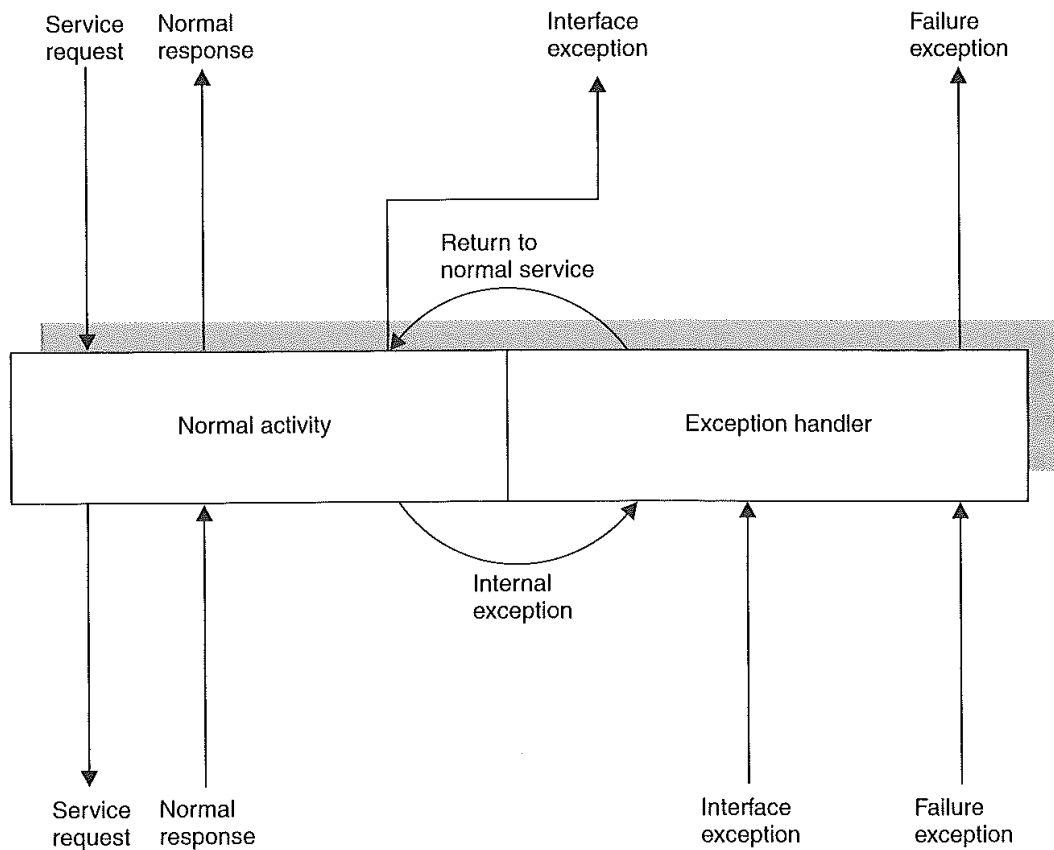 Service
request
Normal
response
Interface
exception
Failure
exception
Return to
normal service
Normal activity
Exception handler
Internal
exception
Service
request
Normal
response
Interface
exception
Failure
exception